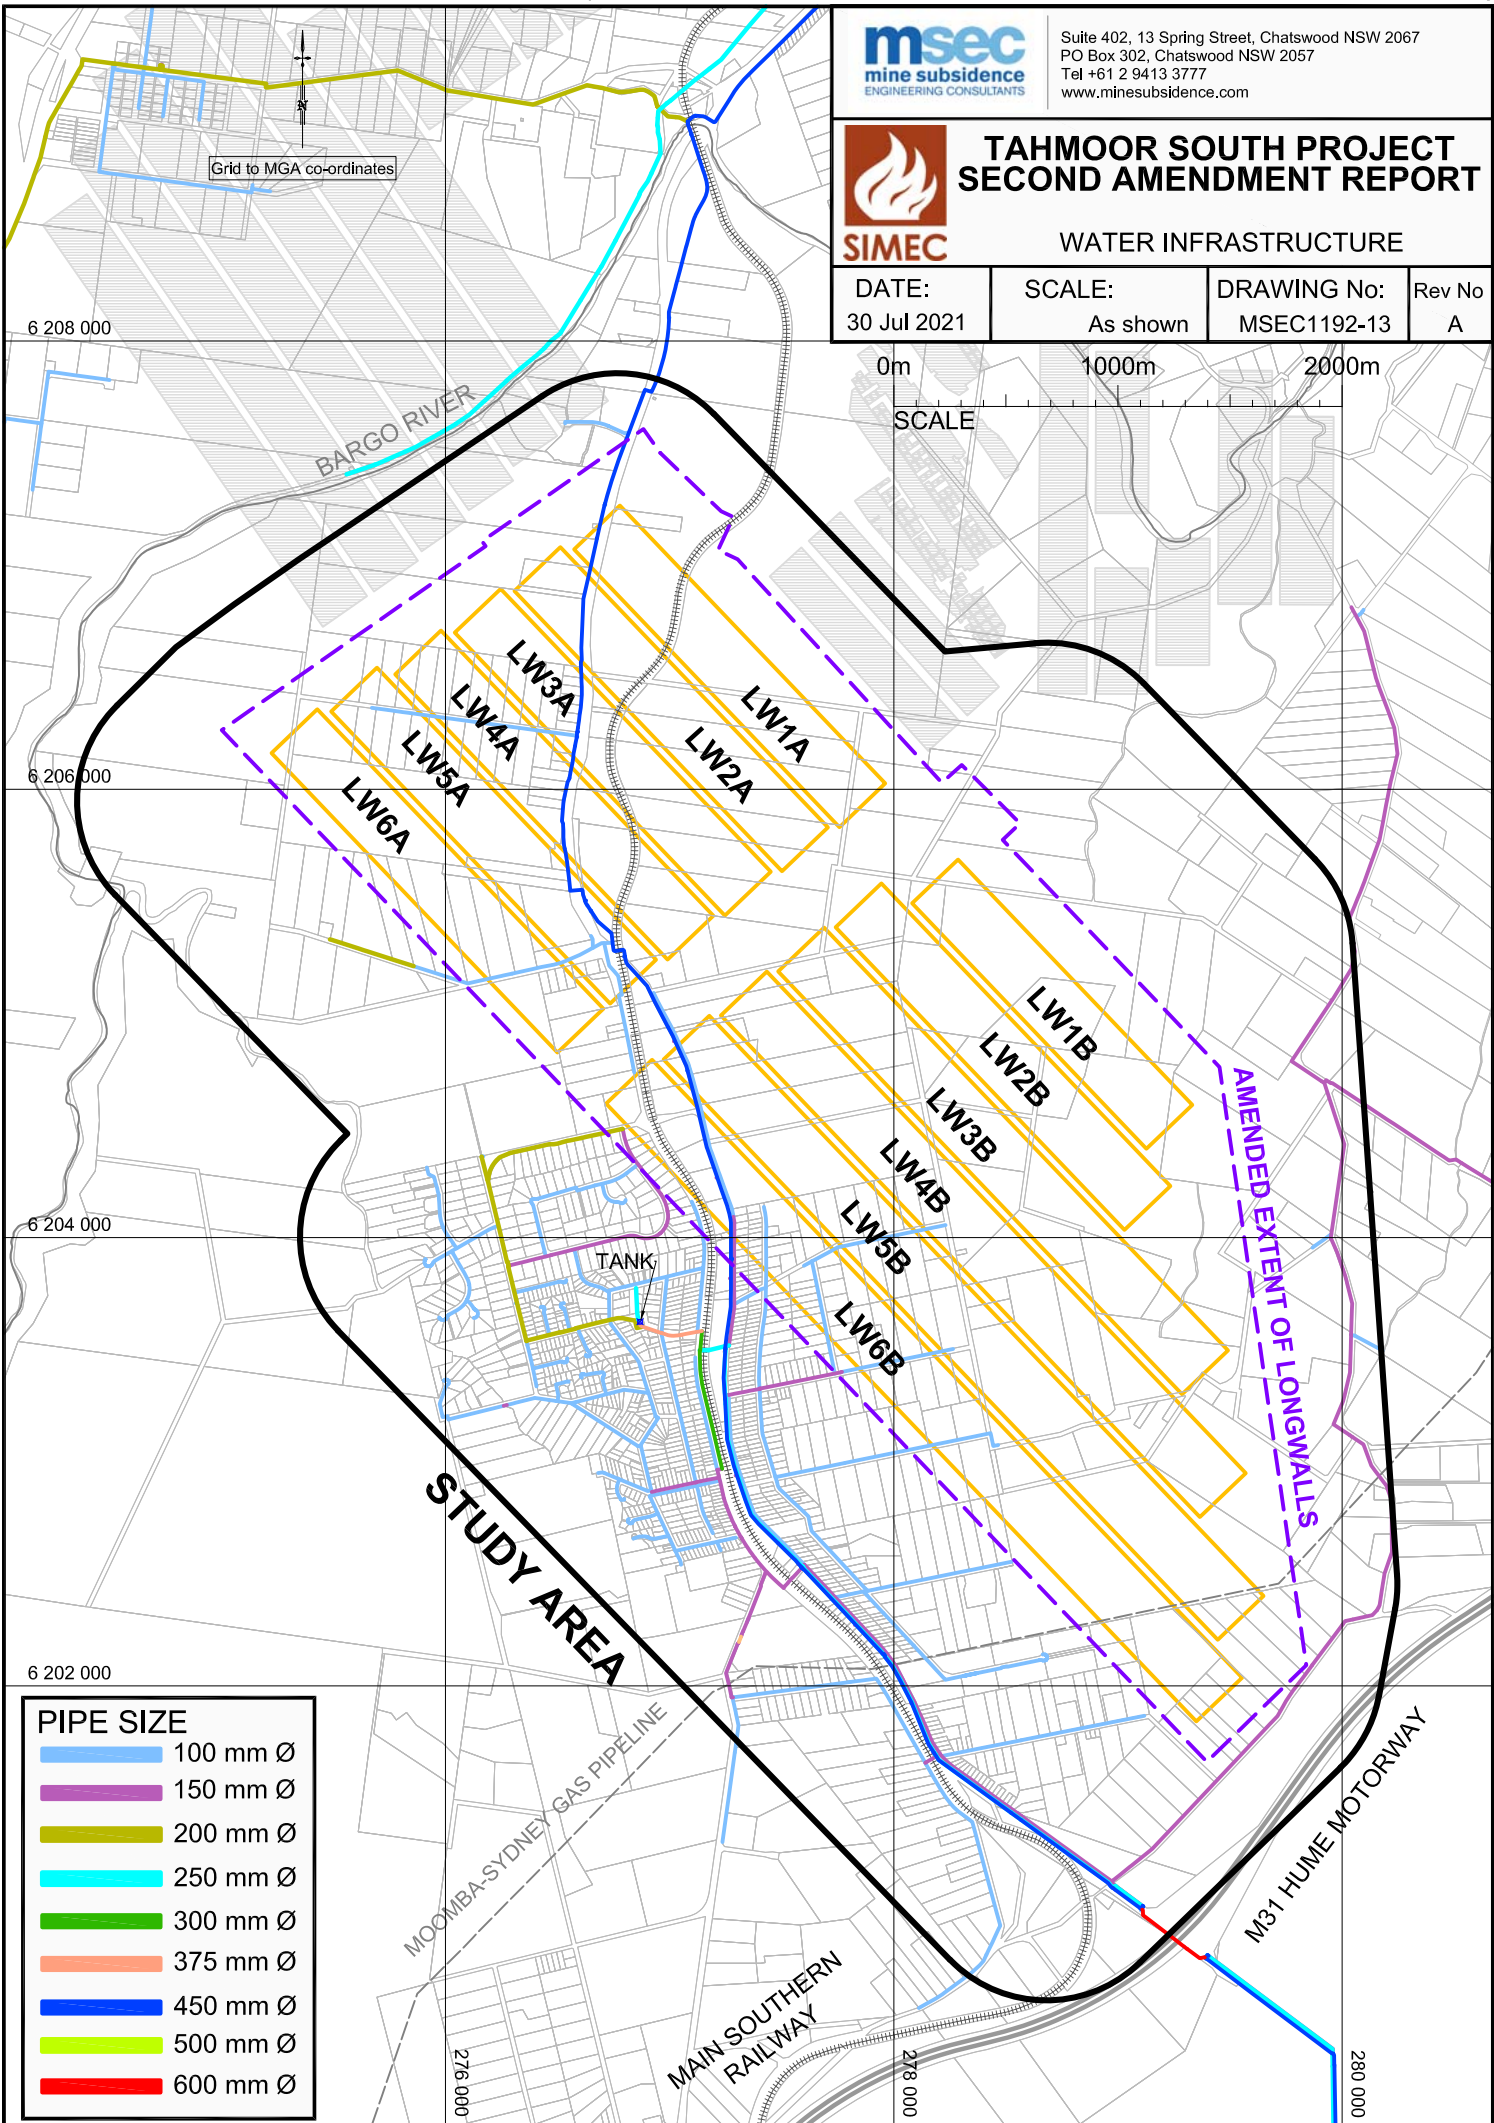 msec
mine subsidence
ENGINEERING CONSULTANTS
Suite 402, 13 Spring Street, Chatswood NSW 2067
PO Box 302, Chatswood NSW 2057
Tel +61 2 9413 3777
www.minesubsidence.com
SIMEC
TAHMOOR SOUTH PROJECT
SECOND AMENDMENT REPORT
WATER INFRASTRUCTURE
DATE:
30 Jul 2021
SCALE:
As shown
DRAWING No:
MSEC1192-13
Rev No
A
N
Grid to MGA co-ordinates
6 208 000
0m 1000m 2000m
SCALE
BARGO RIVER
LW1A
LW2A
LW3A
LW4A
LW5A
LW6A
6 206 000
LW1B
LW2B
LW3B
LW4B
LW5B
LW6B
AMENDED EXTENT OF LONGWALLS
6 204 000
TANK
STUDY AREA
6 202 000
MOOMBA-SYDNEY GAS PIPELINE
M31 HUME MOTORWAY
MAIN SOUTHERN
RAILWAY
276 000
278 000
280 000
PIPE SIZE
100 mm Ø
150 mm Ø
200 mm Ø
250 mm Ø
300 mm Ø
375 mm Ø
450 mm Ø
500 mm Ø
600 mm Ø